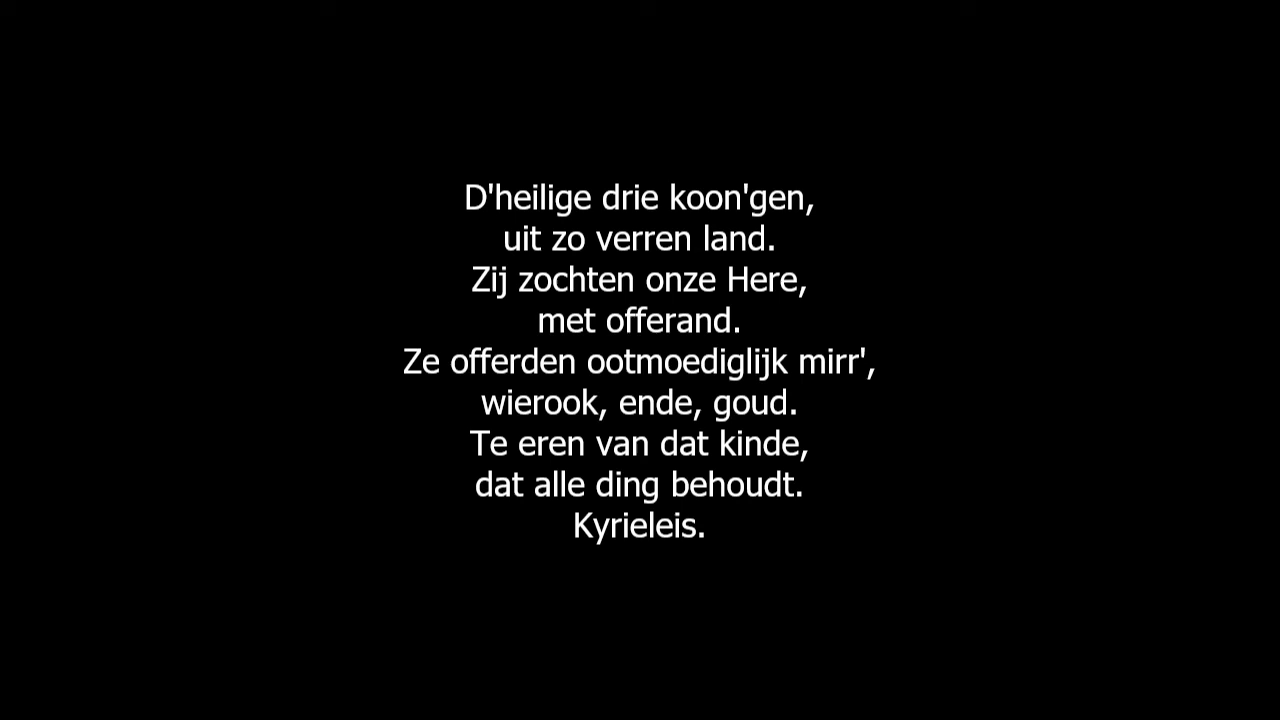 D'heilige drie koon'gen,
uit zo verren land.
Zij zochten onze Here,
met offerand.
Ze offerden ootmoediglijk mirr',
wierook, ende, goud.
Te eren van dat kinde,
dat alle ding behoudt.
Kyrieleis.